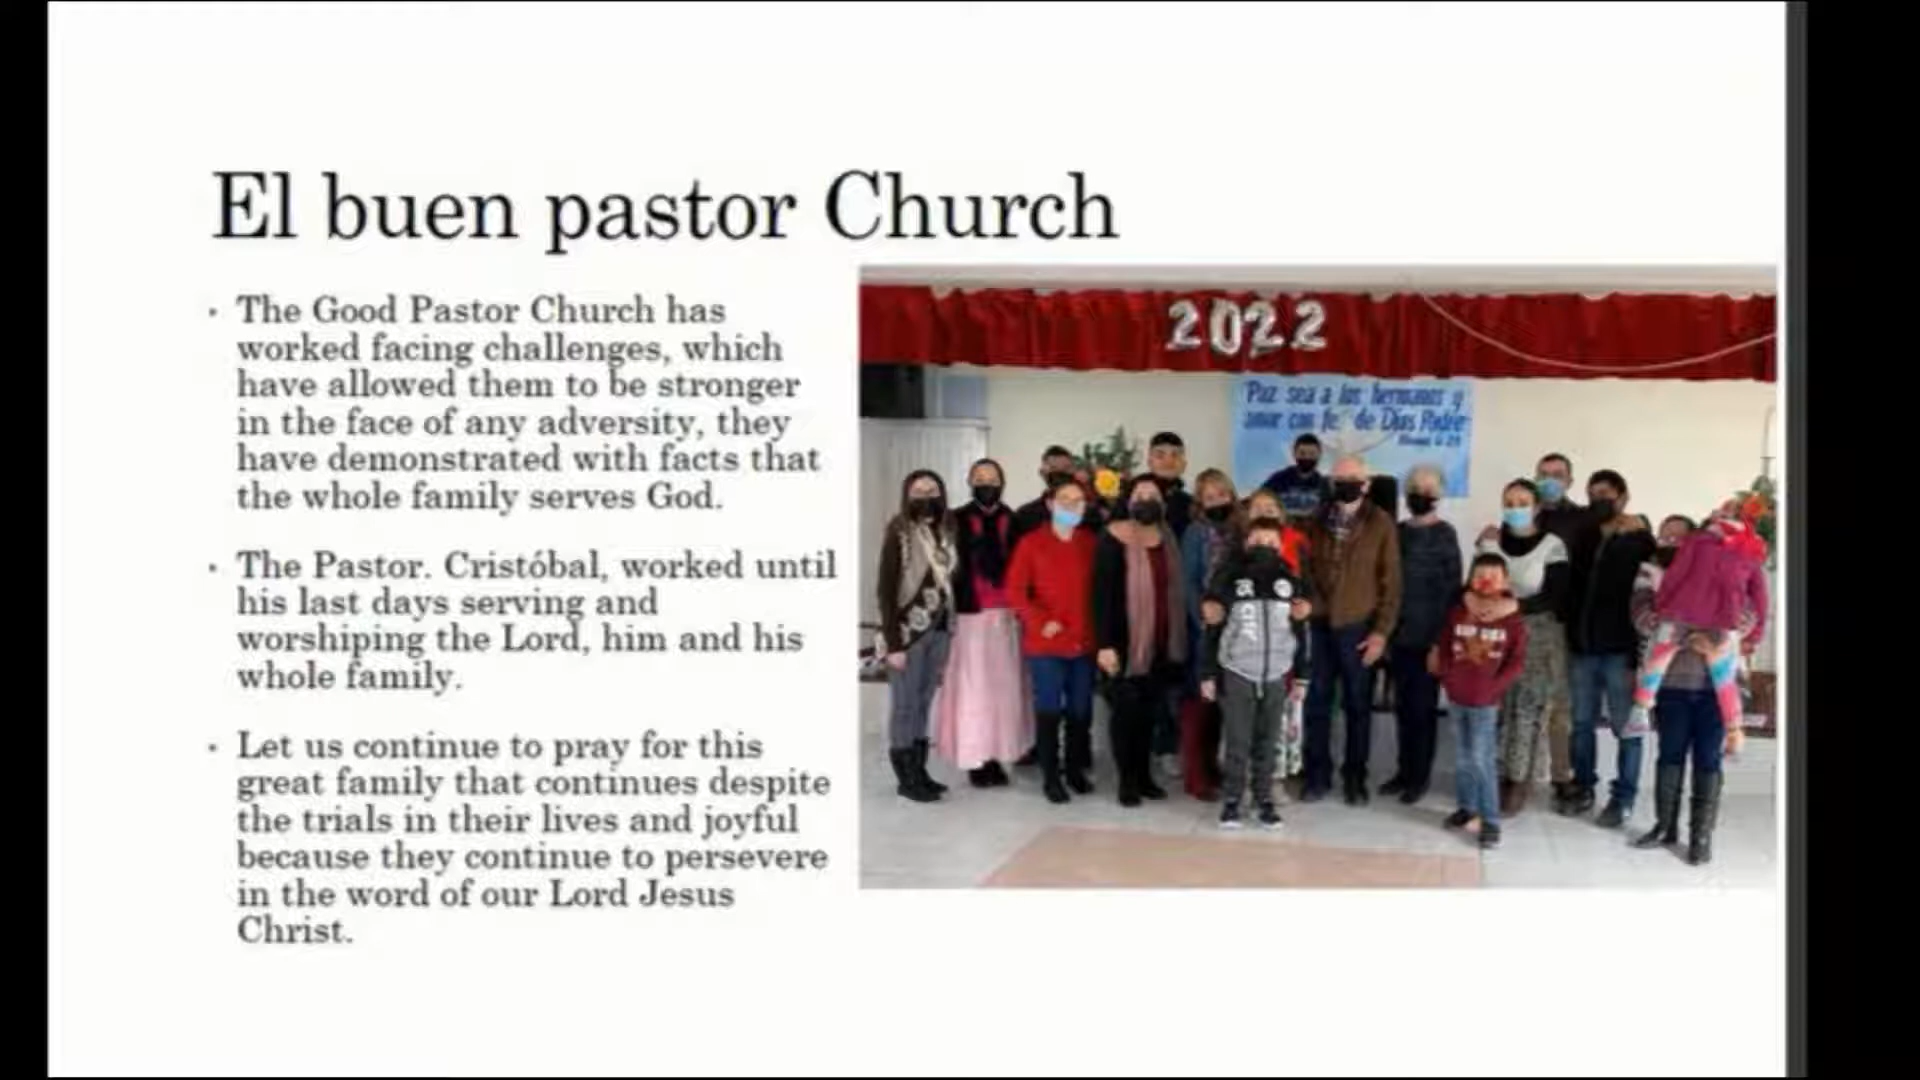 El buen pastor Church
• The Good Pastor Church has
worked facing challenges, which
have allowed them to be stronger
in the face of any adversity, they
have demonstrated with facts that
the whole family serves God.
• The Pastor. Cristóbal, worked until
his last days serving and
worshiping the Lord, him and his
whole family.
• Let us continue to pray for this
great family that continues despite
the trials in their lives and joyful
because they continue to persevere
in the word of our Lord Jesus
Christ.
2022
Paz sea a los hermanos y
amor con fe, de Dios Padre